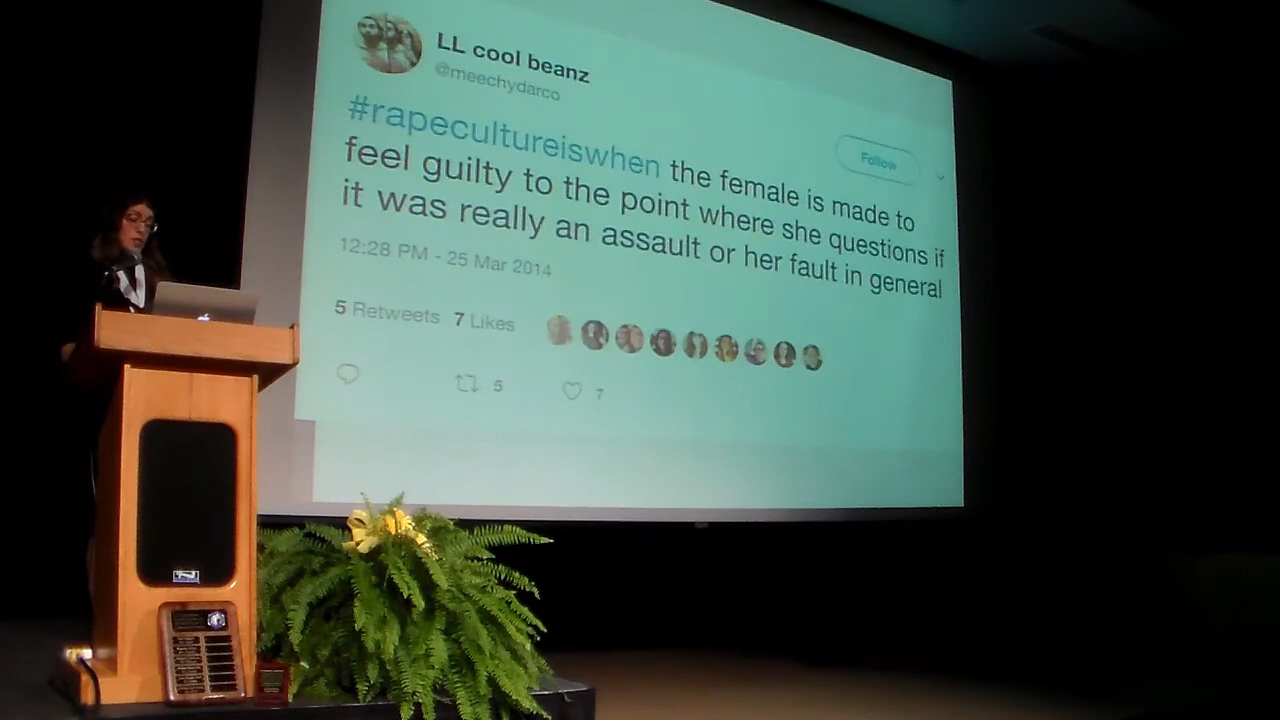 LL cool beanz
@meechydarco
Follow
#rapecultureiswhen the female is made to
feel guilty to the point where she questions if
it was really an assault or her fault in general
12:28 PM - 25 Mar 2014
5 Retweets 7 Likes
5 7